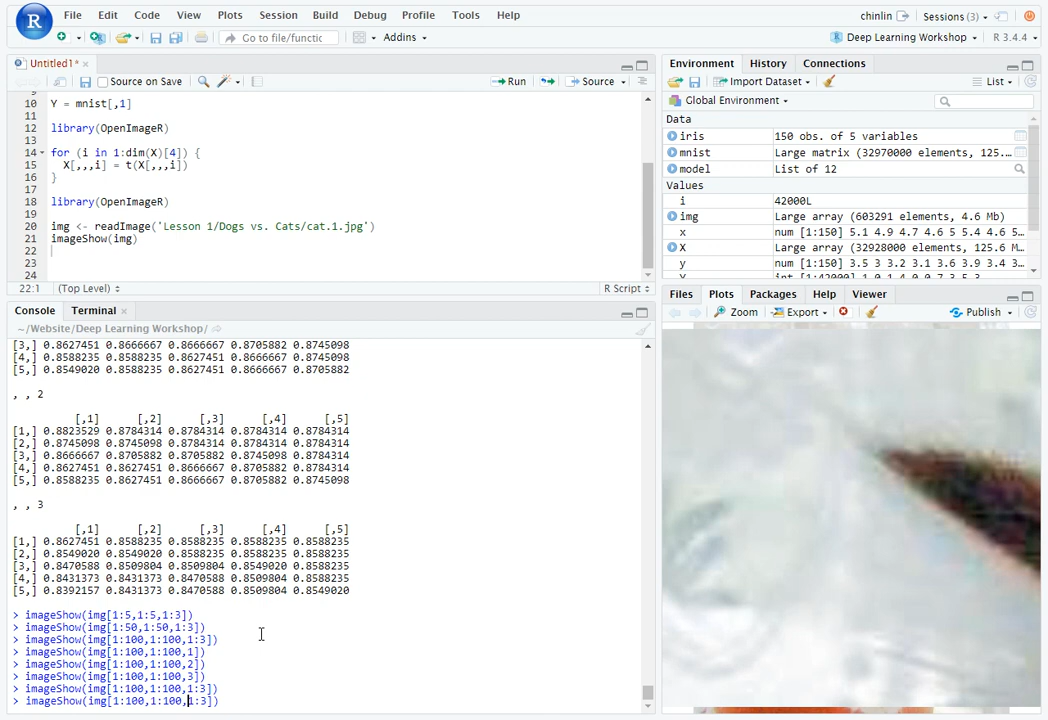 File Edit Code View Plots Session Build Debug Profile Tools Help chinlin Sessions (3)
Go to file/functic Addins Deep Learning Workshop R 3.4.4
Untitled1*
Source on Save Run Source
10 Y = mnist[,1]
11
12 library(OpenImageR)
13
14 for (i in 1:dim(X)[4]) {
15 X[,,,i] = t(X[,,,i])
16 }
17
18 library(OpenImageR)
19
20 img <- readImage('Lesson 1/Dogs vs. Cats/cat.1.jpg')
21 imageShow(img)
22
23
24
22:1 (Top Level) R Script
Console Terminal
~/Website/Deep Learning Workshop/
[3,] 0.8627451 0.8666667 0.8666667 0.8705882 0.8745098
[4,] 0.8588235 0.8588235 0.8627451 0.8666667 0.8745098
[5,] 0.8549020 0.8588235 0.8627451 0.8666667 0.8705882
, , 2
[,1] [,2] [,3] [,4] [,5]
[1,] 0.8823529 0.8784314 0.8784314 0.8784314 0.8784314
[2,] 0.8745098 0.8745098 0.8784314 0.8784314 0.8784314
[3,] 0.8666667 0.8705882 0.8705882 0.8745098 0.8784314
[4,] 0.8627451 0.8627451 0.8666667 0.8705882 0.8784314
[5,] 0.8588235 0.8627451 0.8666667 0.8705882 0.8745098
, , 3
[,1] [,2] [,3] [,4] [,5]
[1,] 0.8627451 0.8588235 0.8588235 0.8588235 0.8588235
[2,] 0.8549020 0.8549020 0.8588235 0.8588235 0.8588235
[3,] 0.8470588 0.8509804 0.8509804 0.8549020 0.8588235
[4,] 0.8431373 0.8431373 0.8470588 0.8509804 0.8588235
[5,] 0.8392157 0.8431373 0.8470588 0.8509804 0.8549020
> imageShow(img[1:5,1:5,1:3])
> imageShow(img[1:50,1:50,1:3])
> imageShow(img[1:100,1:100,1:3])
> imageShow(img[1:100,1:100,1])
> imageShow(img[1:100,1:100,2])
> imageShow(img[1:100,1:100,3])
> imageShow(img[1:100,1:100,1:3])
> imageShow(img[1:100,1:100,1:3])
Environment History Connections
Import Dataset List
Global Environment
Data
iris 150 obs. of 5 variables
mnist Large matrix (32970000 elements, 125....
model List of 12
Values
i 42000L
img Large array (603291 elements, 4.6 Mb)
x num [1:150] 5.1 4.9 4.7 4.6 5 5.4 4.6 5...
X Large array (32928000 elements, 125.6 M...
y num [1:150] 3.5 3 3.2 3.1 3.6 3.9 3.4 3...
Files Plots Packages Help Viewer
Zoom Export Publish